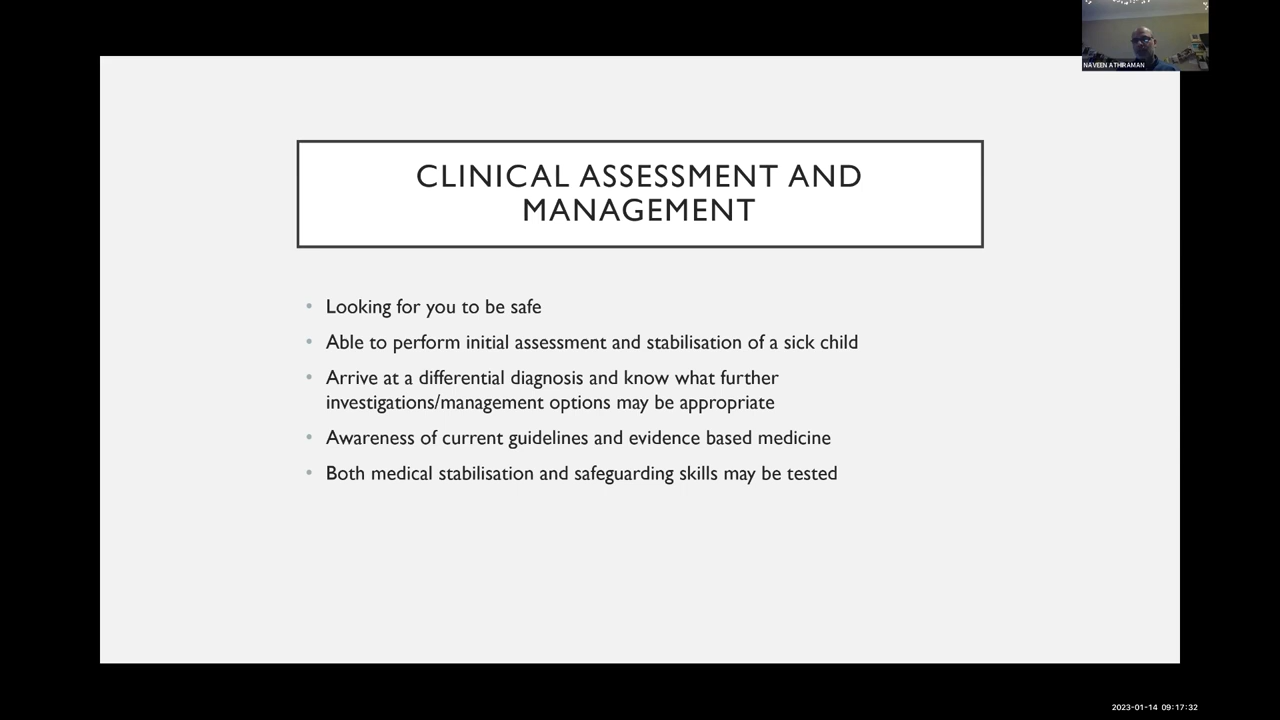 NAVEEN ATHIRAMAN
CLINICAL ASSESSMENT AND
MANAGEMENT
• Looking for you to be safe
• Able to perform initial assessment and stabilisation of a sick child
• Arrive at a differential diagnosis and know what further
investigations/management options may be appropriate
• Awareness of current guidelines and evidence based medicine
• Both medical stabilisation and safeguarding skills may be tested
2023-01-14 09:17:32